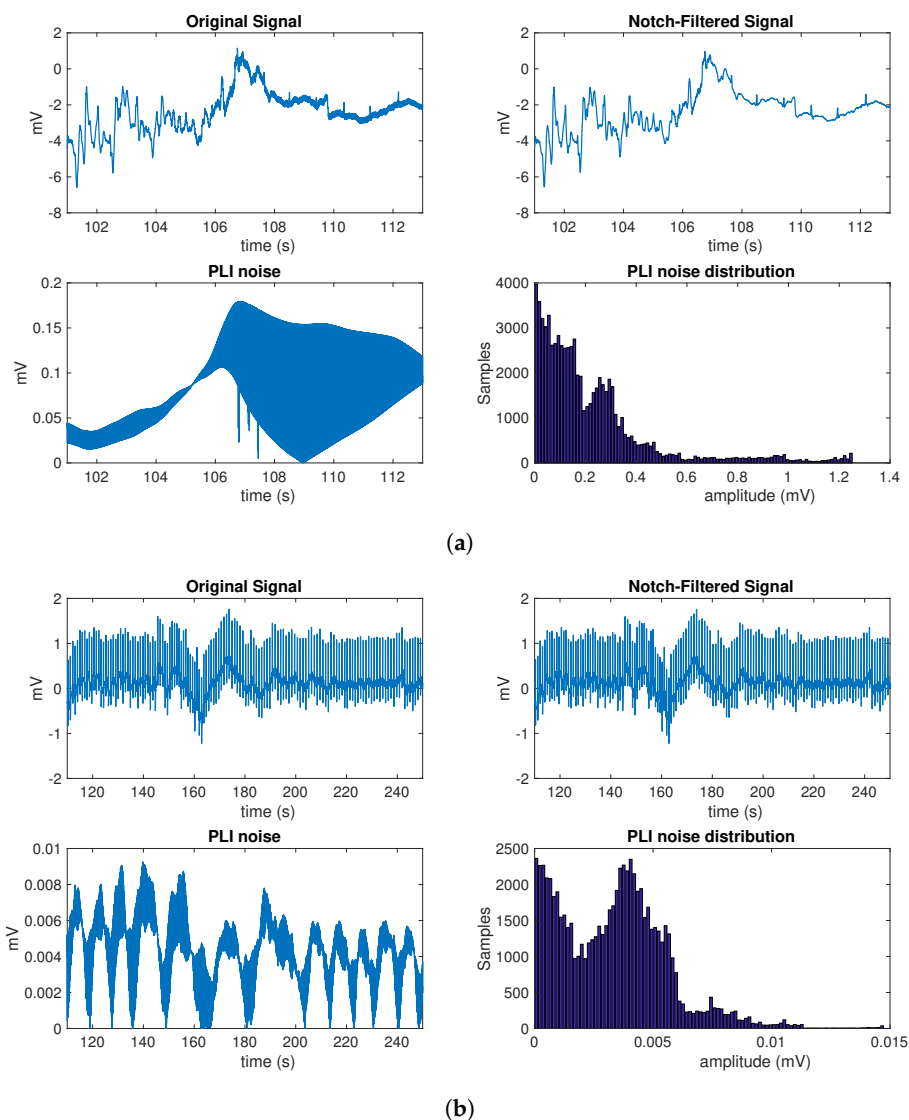 Original Signal
2
0
-2
-4
-6
-8
mV
102 104 106 108 110 112
time (s)
Notch-Filtered Signal
2
0
-2
-4
-6
-8
mV
102 104 106 108 110 112
time (s)
PLI noise
0.2
0.15
0.1
0.05
0
mV
102 104 106 108 110 112
time (s)
PLI noise distribution
4000
3000
2000
1000
0
Samples
0 0.2 0.4 0.6 0.8 1 1.2 1.4
amplitude (mV)
(a)
Original Signal
2
1
0
-1
-2
mV
120 140 160 180 200 220 240
time (s)
Notch-Filtered Signal
2
1
0
-1
-2
mV
120 140 160 180 200 220 240
time (s)
PLI noise
0.01
0.008
0.006
0.004
0.002
0
mV
120 140 160 180 200 220 240
time (s)
PLI noise distribution
2500
2000
1500
1000
500
0
Samples
0 0.005 0.01 0.015
amplitude (mV)
(b)